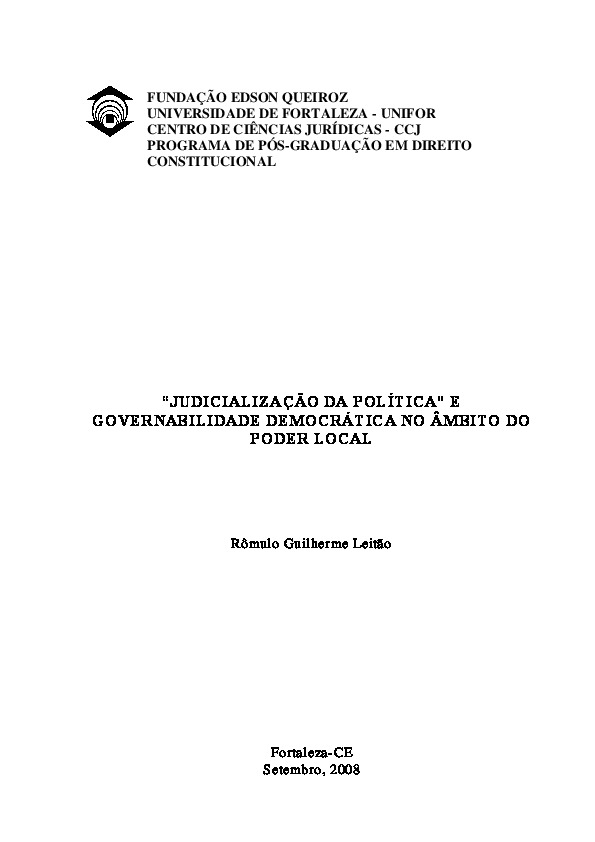 FUNDAÇÃO EDSON QUEIROZ
UNIVERSIDADE DE FORTALEZA - UNIFOR
CENTRO DE CIÊNCIAS JURÍDICAS - CCJ
PROGRAMA DE PÓS-GRADUAÇÃO EM DIREITO
CONSTITUCIONAL
"JUDICIALIZAÇÃO DA POLÍTICA" E
GOVERNABILIDADE DEMOCRÁTICA NO ÂMBITO DO
PODER LOCAL
Rômulo Guilherme Leitão
Fortaleza-CE
Setembro, 2008